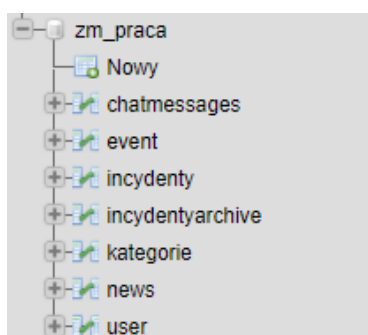 zm_praca
Nowy
chatmessages
event
incydenty
incydentyarchive
kategorie
news
user